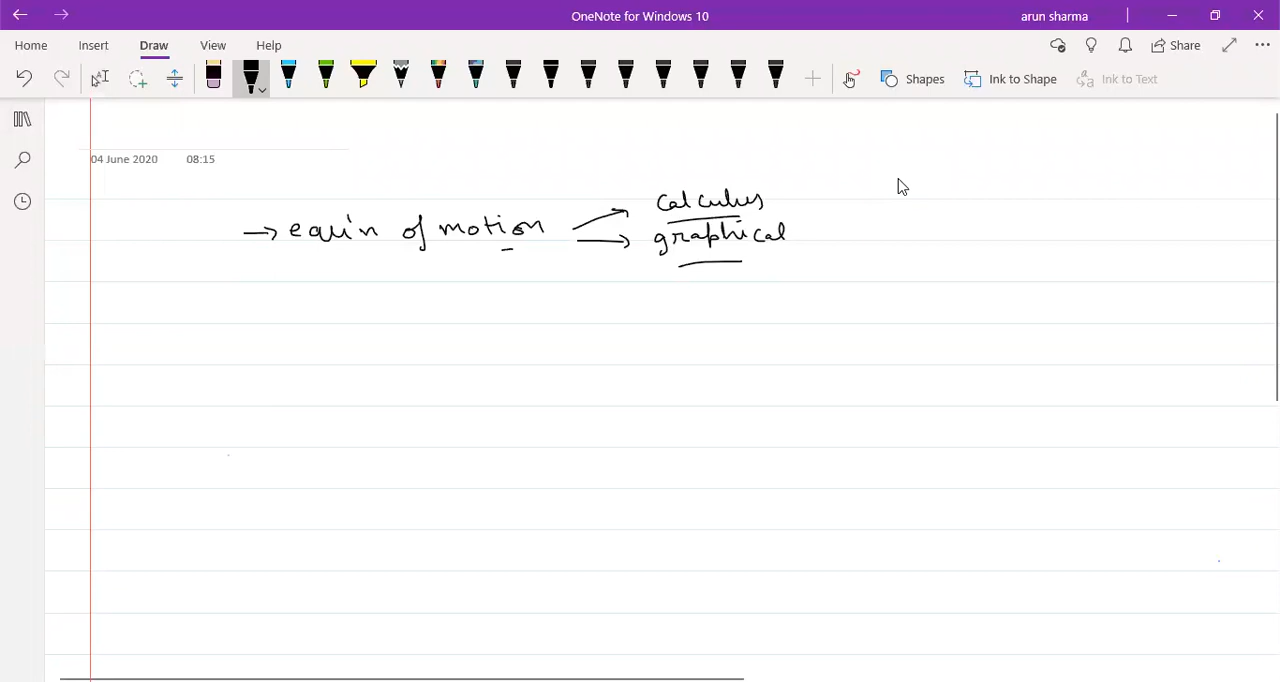 OneNote for Windows 10
arun sharma
Home Insert Draw View Help
Share
Shapes Ink to Shape Ink to Text
04 June 2020 08:15
calculus
→ equ'n of motion
graphical